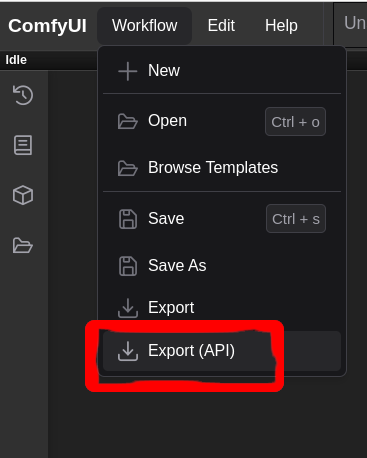 ComfyUI Workflow Edit Help Un
Idle
New
Open Ctrl + o
Browse Templates
Save Ctrl + s
Save As
Export
Export (API)